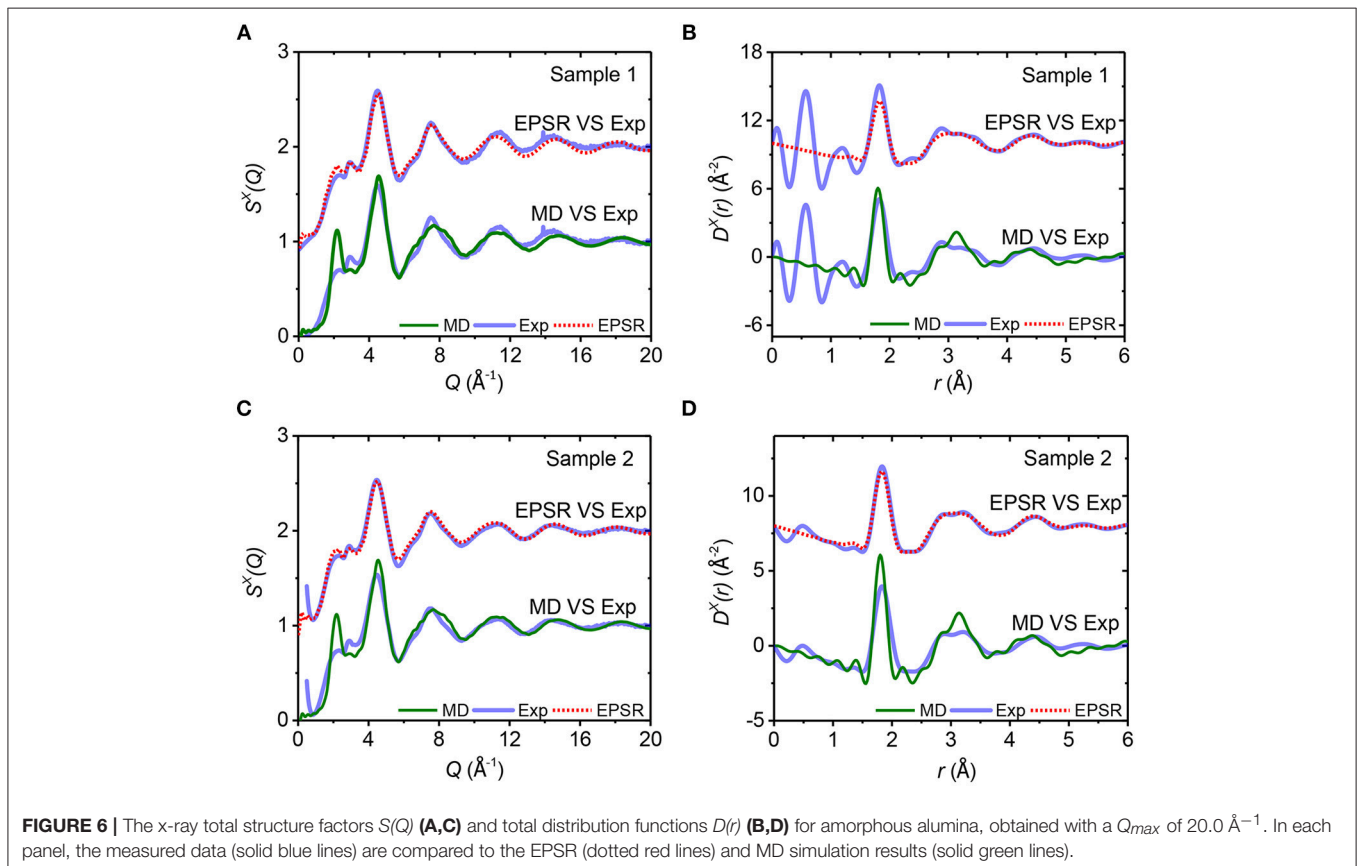 A
3
2
1
0
S^X(Q)
Sample 1
EPSR VS Exp
MD VS Exp
MD Exp EPSR
0 4 8 12 16 20
Q (Å-1)
B
18
12
6
0
-6
D^X(r) (Å-2)
Sample 1
EPSR VS Exp
MD VS Exp
MD Exp EPSR
0 1 2 3 4 5 6
r (Å)
C
3
2
1
0
S^X(Q)
Sample 2
EPSR VS Exp
MD VS Exp
MD Exp EPSR
0 4 8 12 16 20
Q (Å-1)
D
10
5
0
-5
D^X(r) (Å-2)
Sample 2
EPSR VS Exp
MD VS Exp
MD Exp EPSR
0 1 2 3 4 5 6
r (Å)
FIGURE 6 | The x-ray total structure factors S(Q) (A,C) and total distribution functions D(r) (B,D) for amorphous alumina, obtained with a Qmax of 20.0 Å−1. In each
panel, the measured data (solid blue lines) are compared to the EPSR (dotted red lines) and MD simulation results (solid green lines).